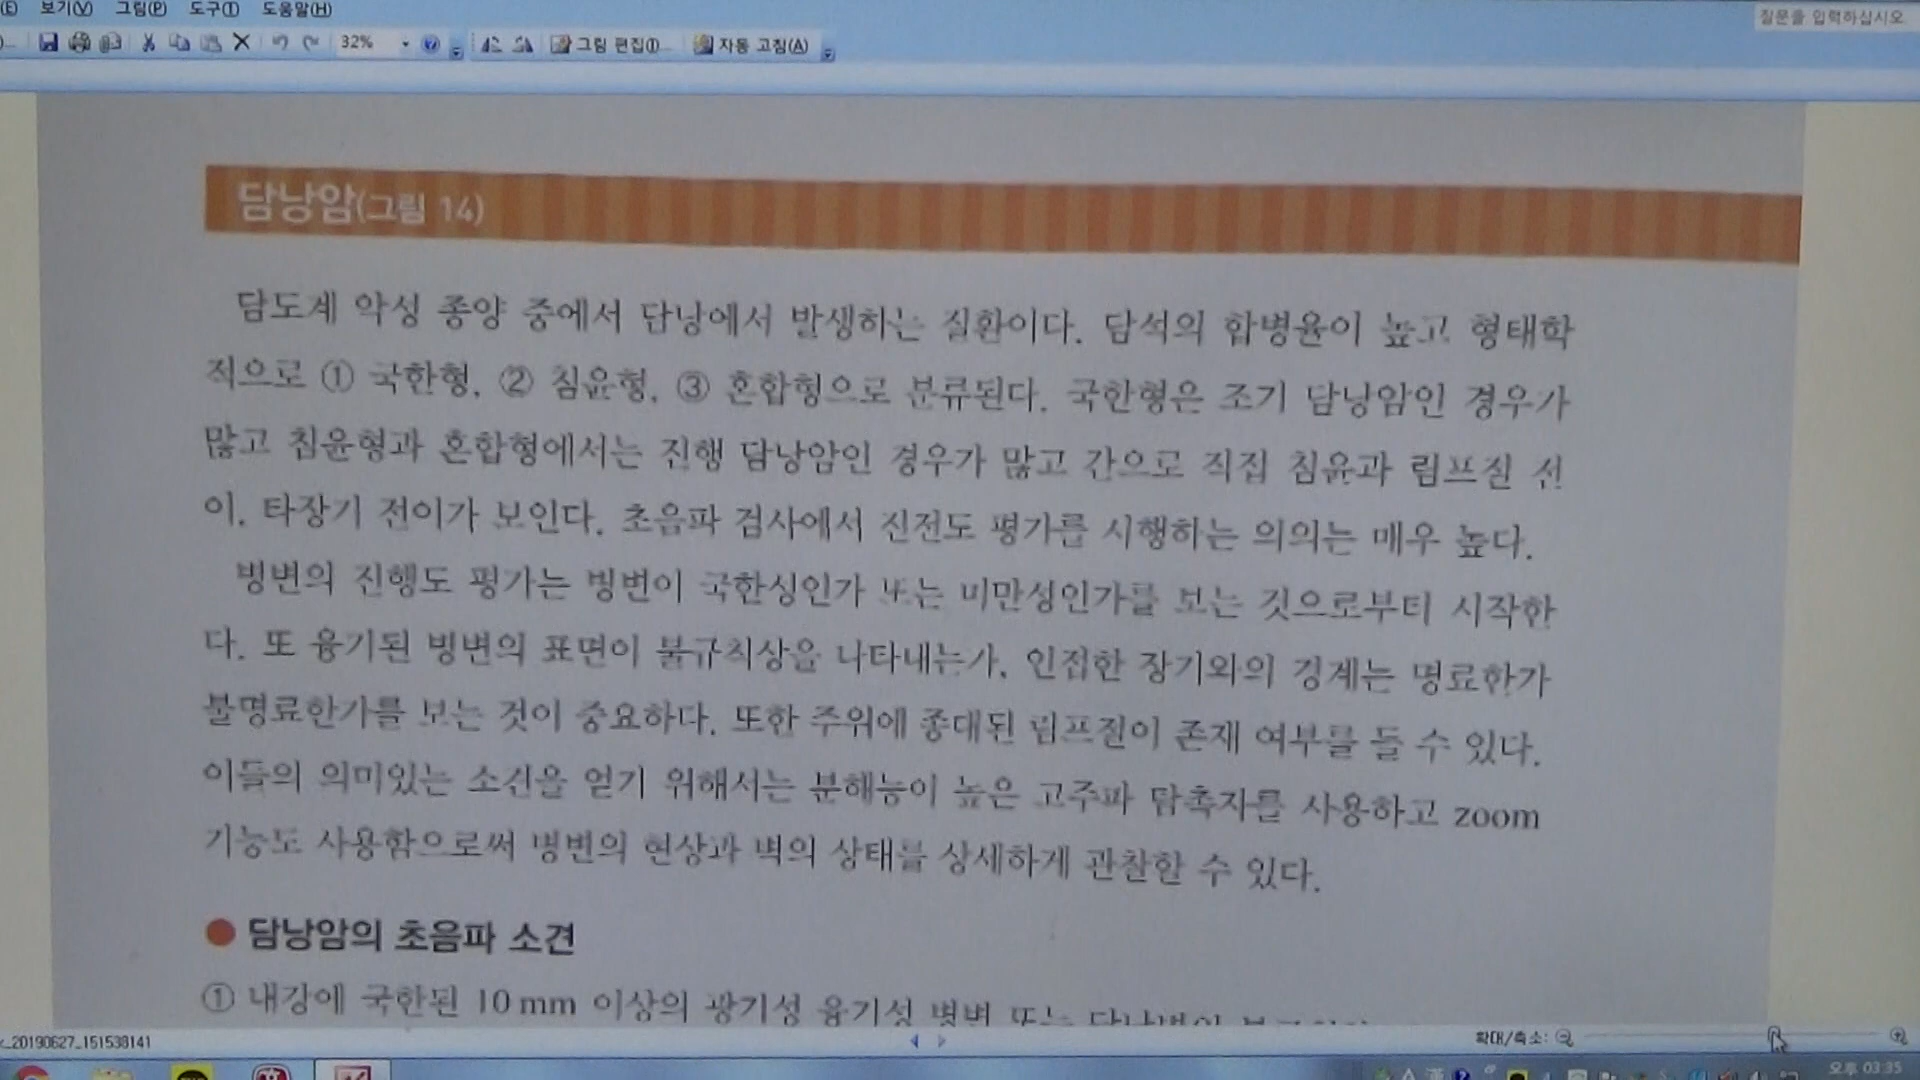 보기(V) 그림(P) 도구(T) 도움말(H)
질문을 입력하십시오
32% 그림 편집(I)... 자동 고침(A)
담낭암(그림 14)
담도계 악성 종양 중에서 담낭에서 발생하는 질환이다. 담석의 합병율이 높고 형태학
적으로 ① 국한형, ② 침윤형, ③ 혼합형으로 분류된다. 국한형은 조기 담낭암인 경우가
많고 침윤형과 혼합형에서는 진행 담낭암인 경우가 많고 간으로 직접 침윤과 림프절 전
이, 타장기 전이가 보인다. 초음파 검사에서 진전도 평가를 시행하는 의의는 매우 높다.
병변의 진행도 평가는 병변이 국한성인가 또는 미만성인가를 보는 것으로부터 시작한
다. 또 융기된 병변의 표면이 불규칙상을 나타내는가, 인접한 장기와의 경계는 명료한가
불명료한가를 보는 것이 중요하다. 또한 주위에 종대된 림프절이 존재 여부를 들 수 있다.
이들의 의미있는 소견을 얻기 위해서는 분해능이 높은 고주파 탐촉자를 사용하고 zoom
기능도 사용함으로써 병변의 현상과 벽의 상태를 상세하게 관찰할 수 있다.
● 담낭암의 초음파 소견
① 내강에 국한된 10 mm 이상의 광기성 융기성 병변 또는
20190627_151538141
확대/축소:
오후 03:35